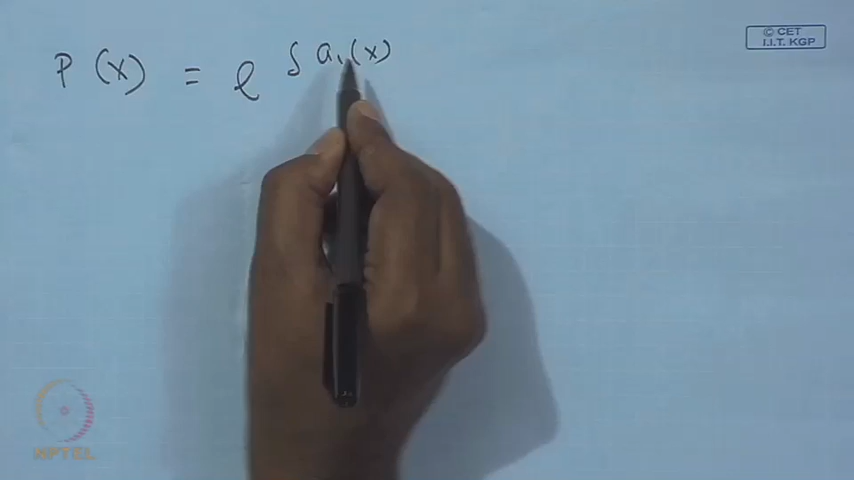 P (x) = e^∫ a₁(x)
© CET
I.I.T. KGP
NPTEL